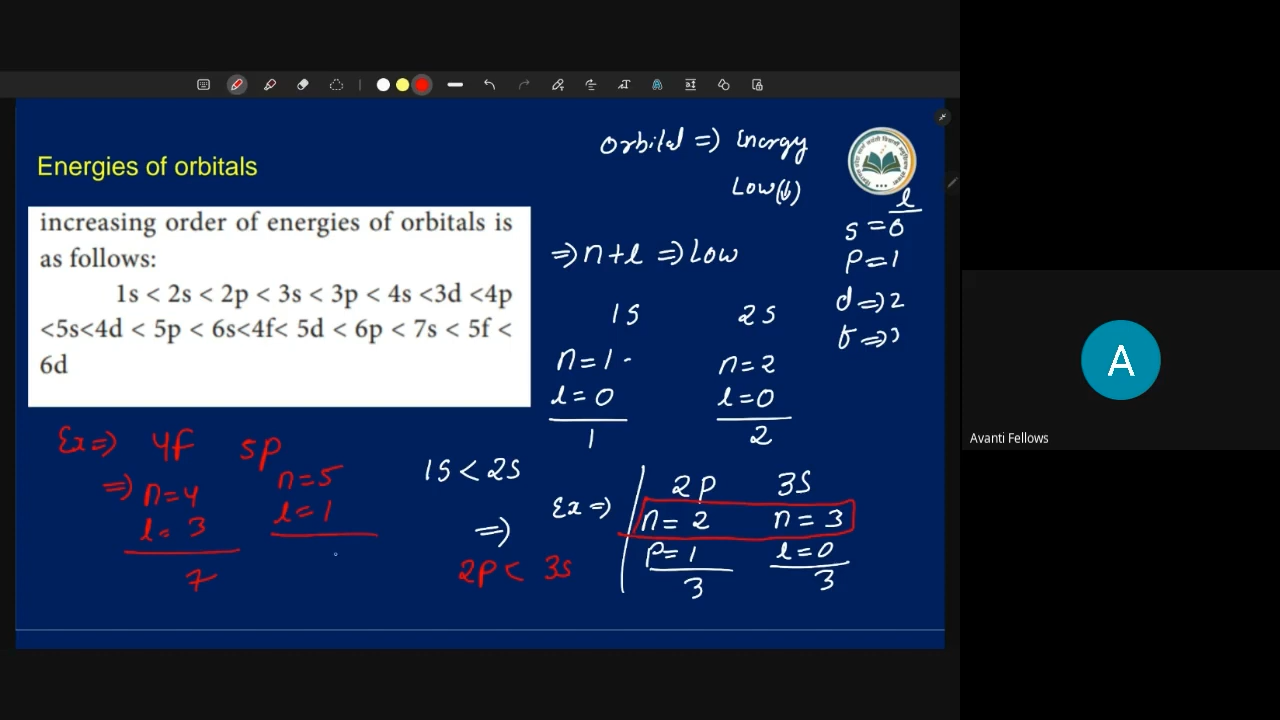 Energies of orbitals
increasing order of energies of orbitals is
as follows:
1s < 2s < 2p < 3s < 3p < 4s <3d <4p
<5s<4d < 5p < 6s<4f< 5d < 6p < 7s < 5f <
6d
Orbital => Energy
Low(↓)
=> n+l => Low
l
s = 0
P = 1
d => 2
f =>
1s 2s
n=1 n=2
l=0 l=0
1 2
1s < 2s
=>
2p < 3s
Ex => 2p 3s
n=2 n=3
P=1 l=0
3 3
Ex => 4f 5p
=> n=4 n=5
l=3 l=1
7
A
Avanti Fellows